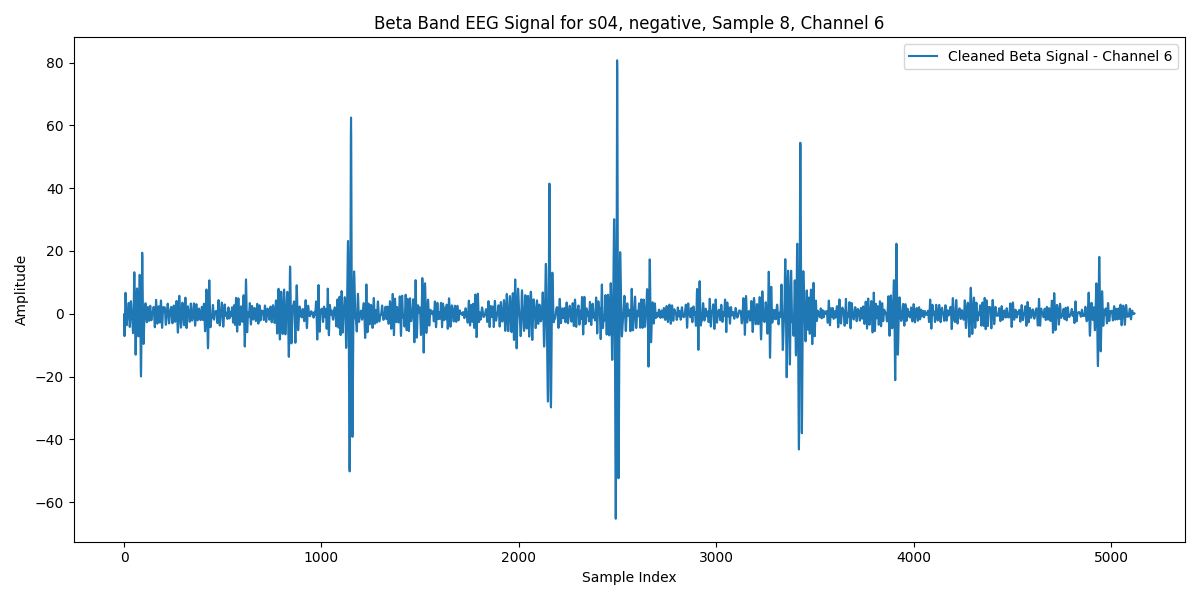 Beta Band EEG Signal for s04, negative, Sample 8, Channel 6
Cleaned Beta Signal - Channel 6
80
60
40
20
0
−20
−40
−60
Amplitude
0 1000 2000 3000 4000 5000
Sample Index